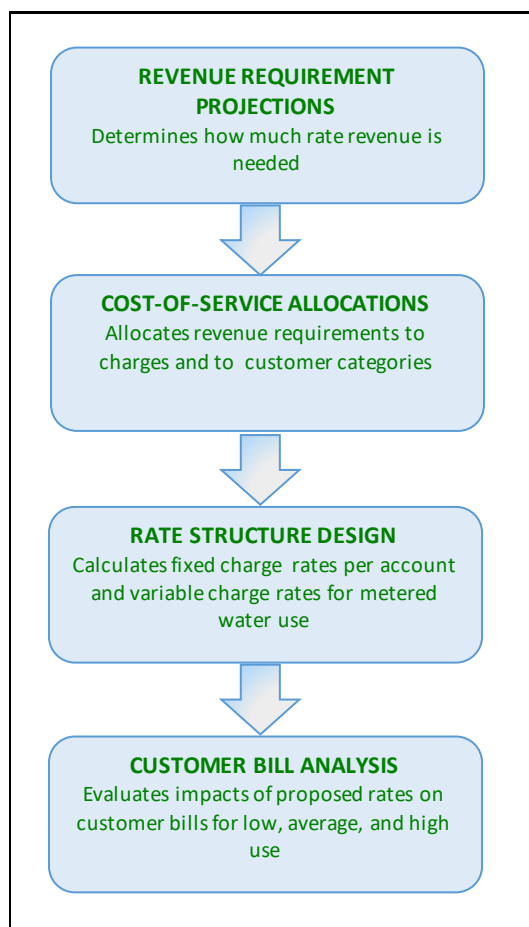 REVENUE REQUIREMENT
PROJECTIONS
Determines how much rate revenue is
needed
COST-OF-SERVICE ALLOCATIONS
Allocates revenue requirements to
charges and to customer categories
RATE STRUCTURE DESIGN
Calculates fixed charge rates per account
and variable charge rates for metered
water use
CUSTOMER BILL ANALYSIS
Evaluates impacts of proposed rates on
customer bills for low, average, and high
use